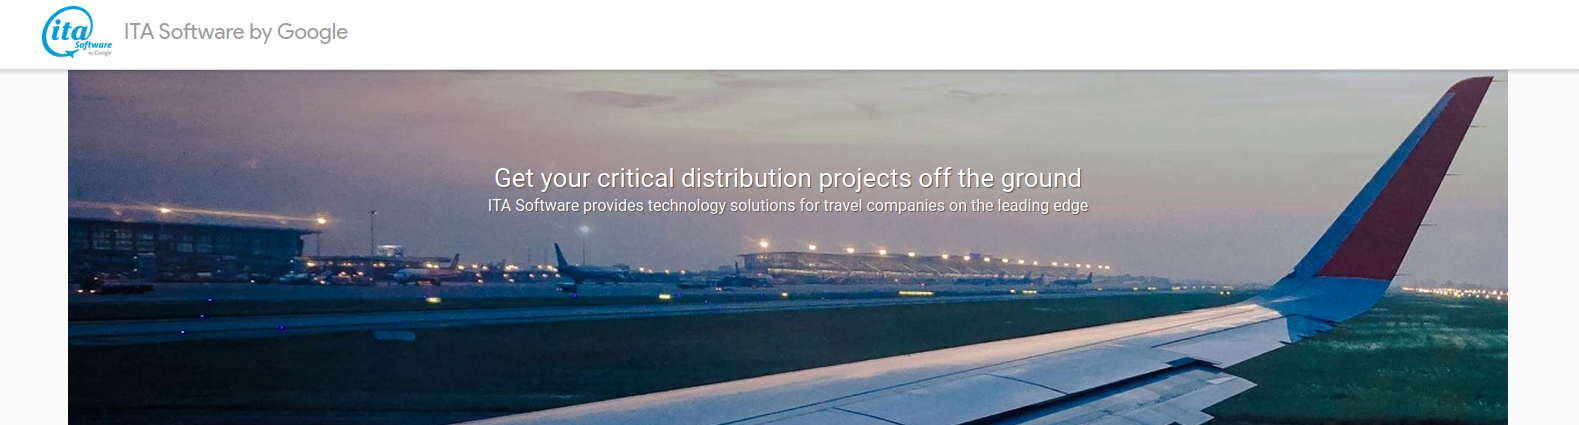 ita
Software
by Google
ITA Software by Google
Get your critical distribution projects off the ground
ITA Software provides technology solutions for travel companies on the leading edge